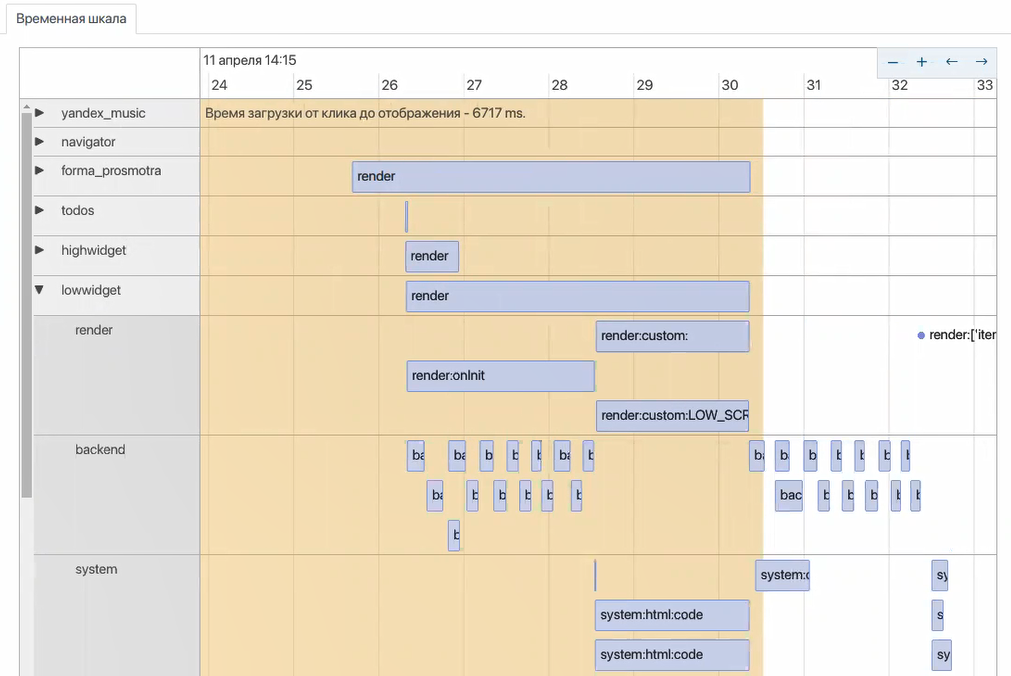 Временная шкала
11 апреля 14:15
− + ← →
24 25 26 27 28 29 30 31 32 33
yandex_music Время загрузки от клика до отображения - 6717 ms.
navigator
forma_prosmotra render
todos
highwidget render
lowwidget render
render render:custom: render:['iter
render:onInit
render:custom:LOW_SCR
backend ba ba b b b ba b ba b b b b b b
ba b b b b b bac b b b b b
b
system system:c sy
system:html:code s
system:html:code sy